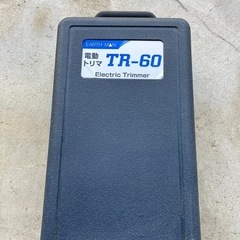 EARTH MAN
電動
トリマ
TR-60
Electric Trimmer